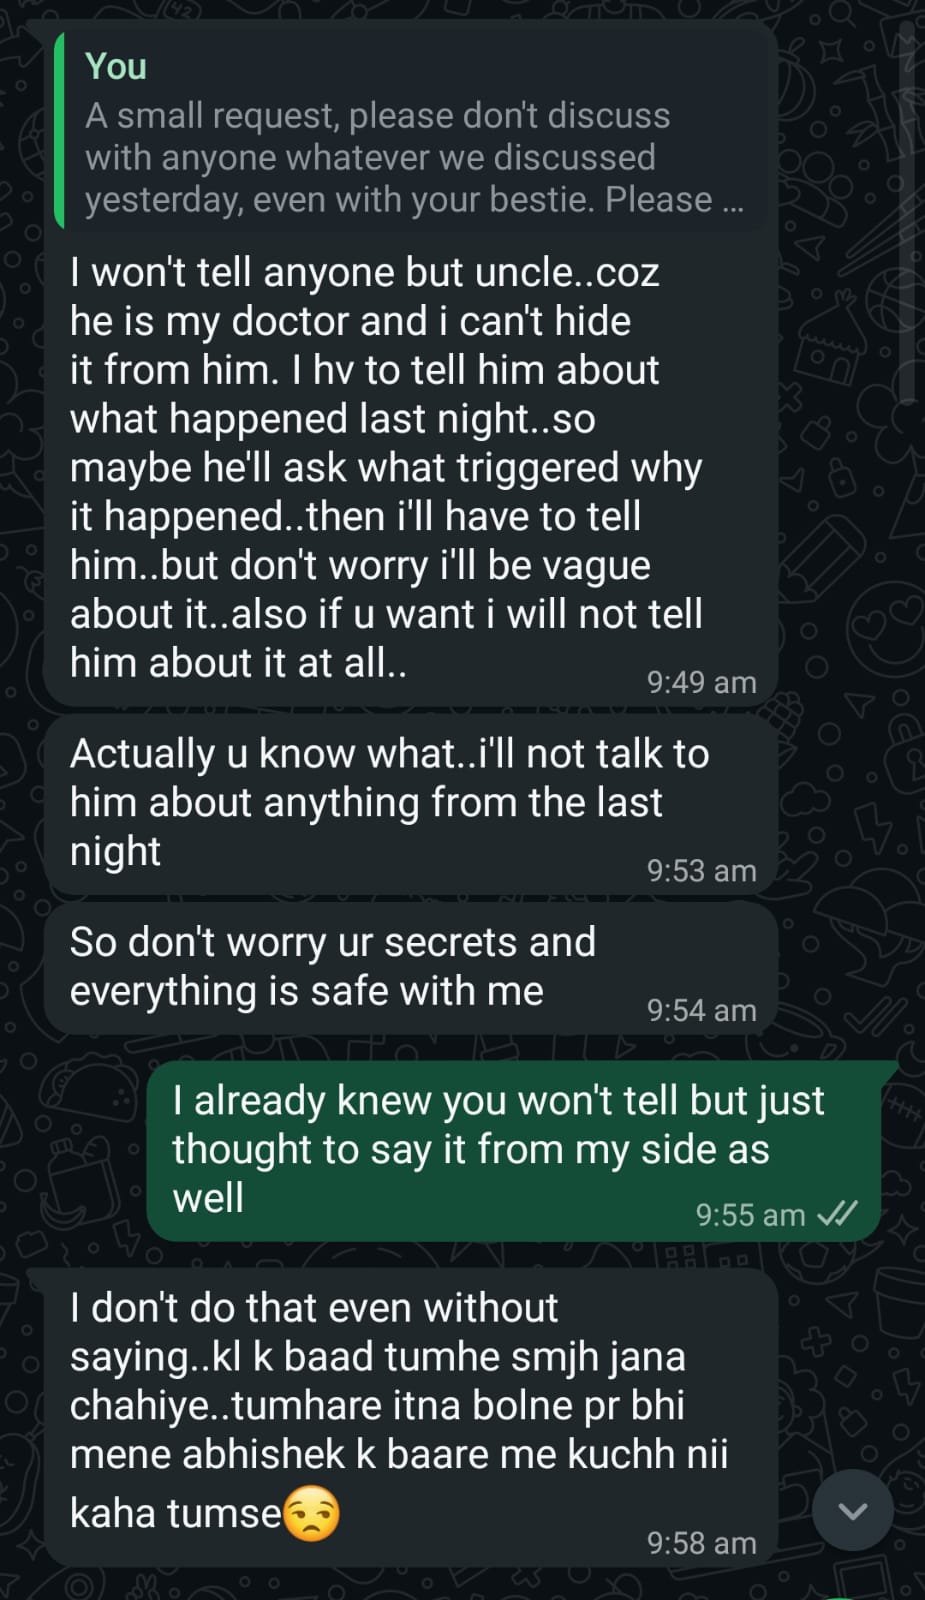 You
A small request, please don't discuss
with anyone whatever we discussed
yesterday, even with your bestie. Please ...
I won't tell anyone but uncle..coz
he is my doctor and i can't hide
it from him. I hv to tell him about
what happened last night..so
maybe he'll ask what triggered why
it happened..then i'll have to tell
him..but don't worry i'll be vague
about it..also if u want i will not tell
him about it at all..
9:49 am
Actually u know what..i'll not talk to
him about anything from the last
night
9:53 am
So don't worry ur secrets and
everything is safe with me
9:54 am
I already knew you won't tell but just
thought to say it from my side as
well
9:55 am
I don't do that even without
saying..kl k baad tumhe smjh jana
chahiye..tumhare itna bolne pr bhi
mene abhishek k baare me kuchh nii
kaha tumse😒
9:58 am